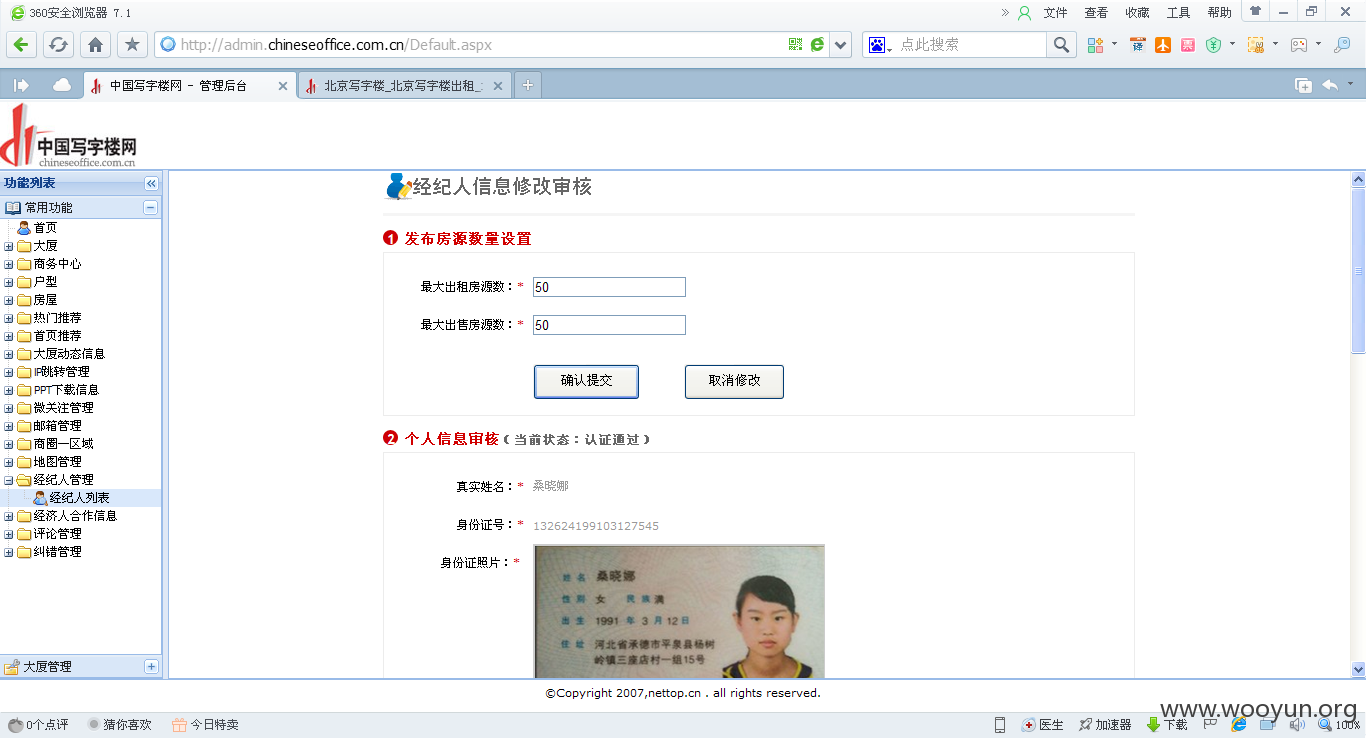 360安全浏览器 7.1
» 文件 查看 收藏 工具 帮助
http://admin.chineseoffice.com.cn/Default.aspx
点此搜索
中国写字楼网 - 管理后台
北京写字楼_北京写字楼出租_
中国写字楼网
chineseoffice.com.cn
功能列表
常用功能
首页
大厦
商务中心
户型
房屋
热门推荐
首页推荐
大厦动态信息
IP跳转管理
PPT下载信息
微关注管理
邮箱管理
商圈一区域
地图管理
经纪人管理
经纪人列表
经济人合作信息
评论管理
纠错管理
大厦管理
经纪人信息修改审核
1 发布房源数量设置
最大出租房源数：* 50
最大出售房源数：* 50
确认提交 取消修改
2 个人信息审核（当前状态：认证通过）
真实姓名：* 桑晓娜
身份证号：* 132624199103127545
身份证照片：*
姓名 桑晓娜
性别 女 民族 满
出生 1991 年 3 月 12 日
住址 河北省承德市平泉县杨树
岭镇三座店村一组15号
©Copyright 2007,nettop.cn . all rights reserved.
www.wooyun.org
0个点评 猜你喜欢 今日特卖 医生 加速器 下载 100%